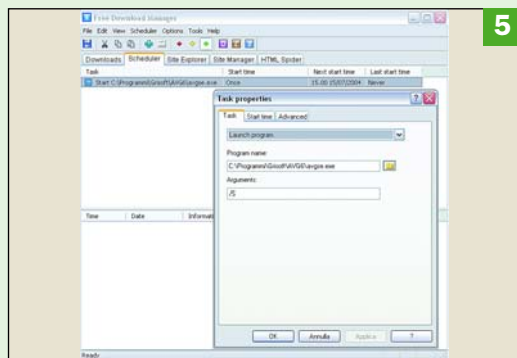 5
Free Download Manager
File Edit View Scheduler Options Tools Help
Downloads Scheduler Site Explorer Site Manager HTML Spider
Task Start time Next start time Last start time
Start C:\Programmi\Grisoft\AVG6\avgse.exe Once 15.00 15/07/2004 Never
Task properties
Task Start time Advanced
Launch program
Program name:
C:\Programmi\Grisoft\AVG6\avgse.exe
Arguments:
/S
Time Date Informat
OK Annulla Applica ?
Ready